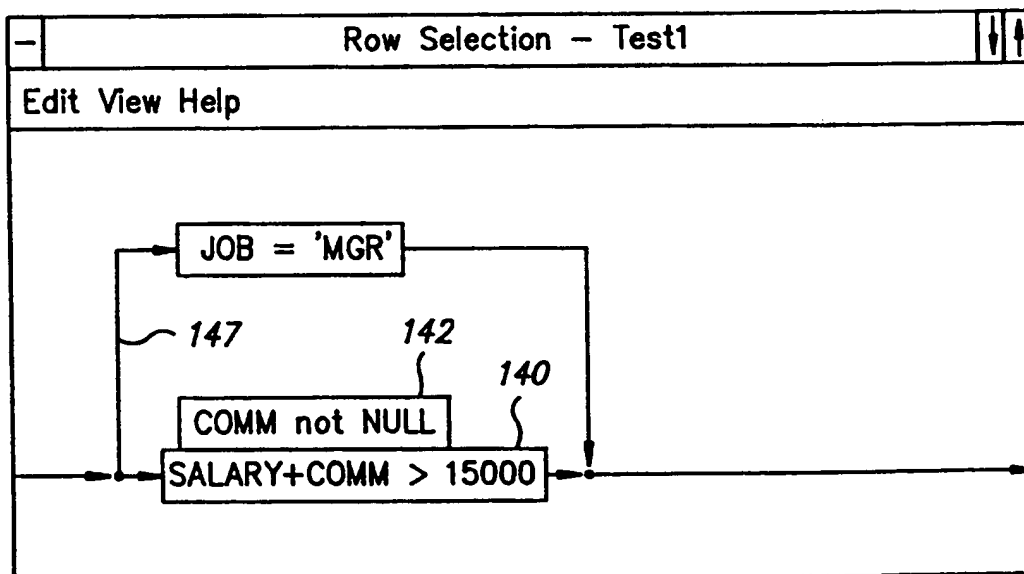 Row Selection - Test1
Edit View Help
JOB = 'MGR'
147
142
140
COMM not NULL
SALARY+COMM > 15000